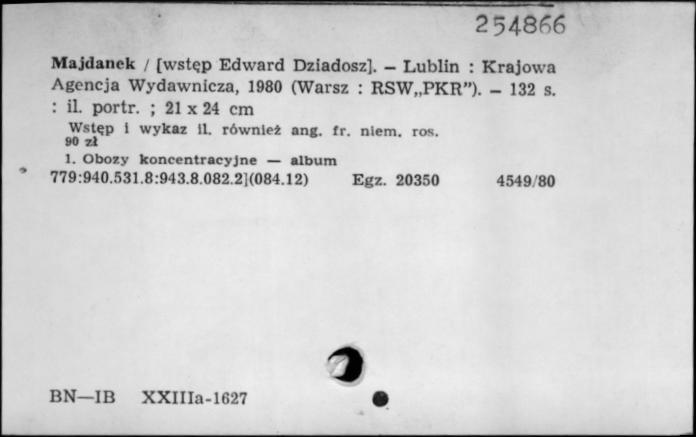 254866
Majdanek / [wstęp Edward Dziadosz]. – Lublin : Krajowa
Agencja Wydawnicza, 1980 (Warsz : RSW„PKR”). – 132 s.
: il. portr. ; 21 x 24 cm
Wstęp i wykaz il. również ang. fr. niem. ros.
90 zł
1. Obozy koncentracyjne — album
779:940.531.8:943.8.082.2](084.12) Egz. 20350 4549/80
BN—IB XXIIIa-1627